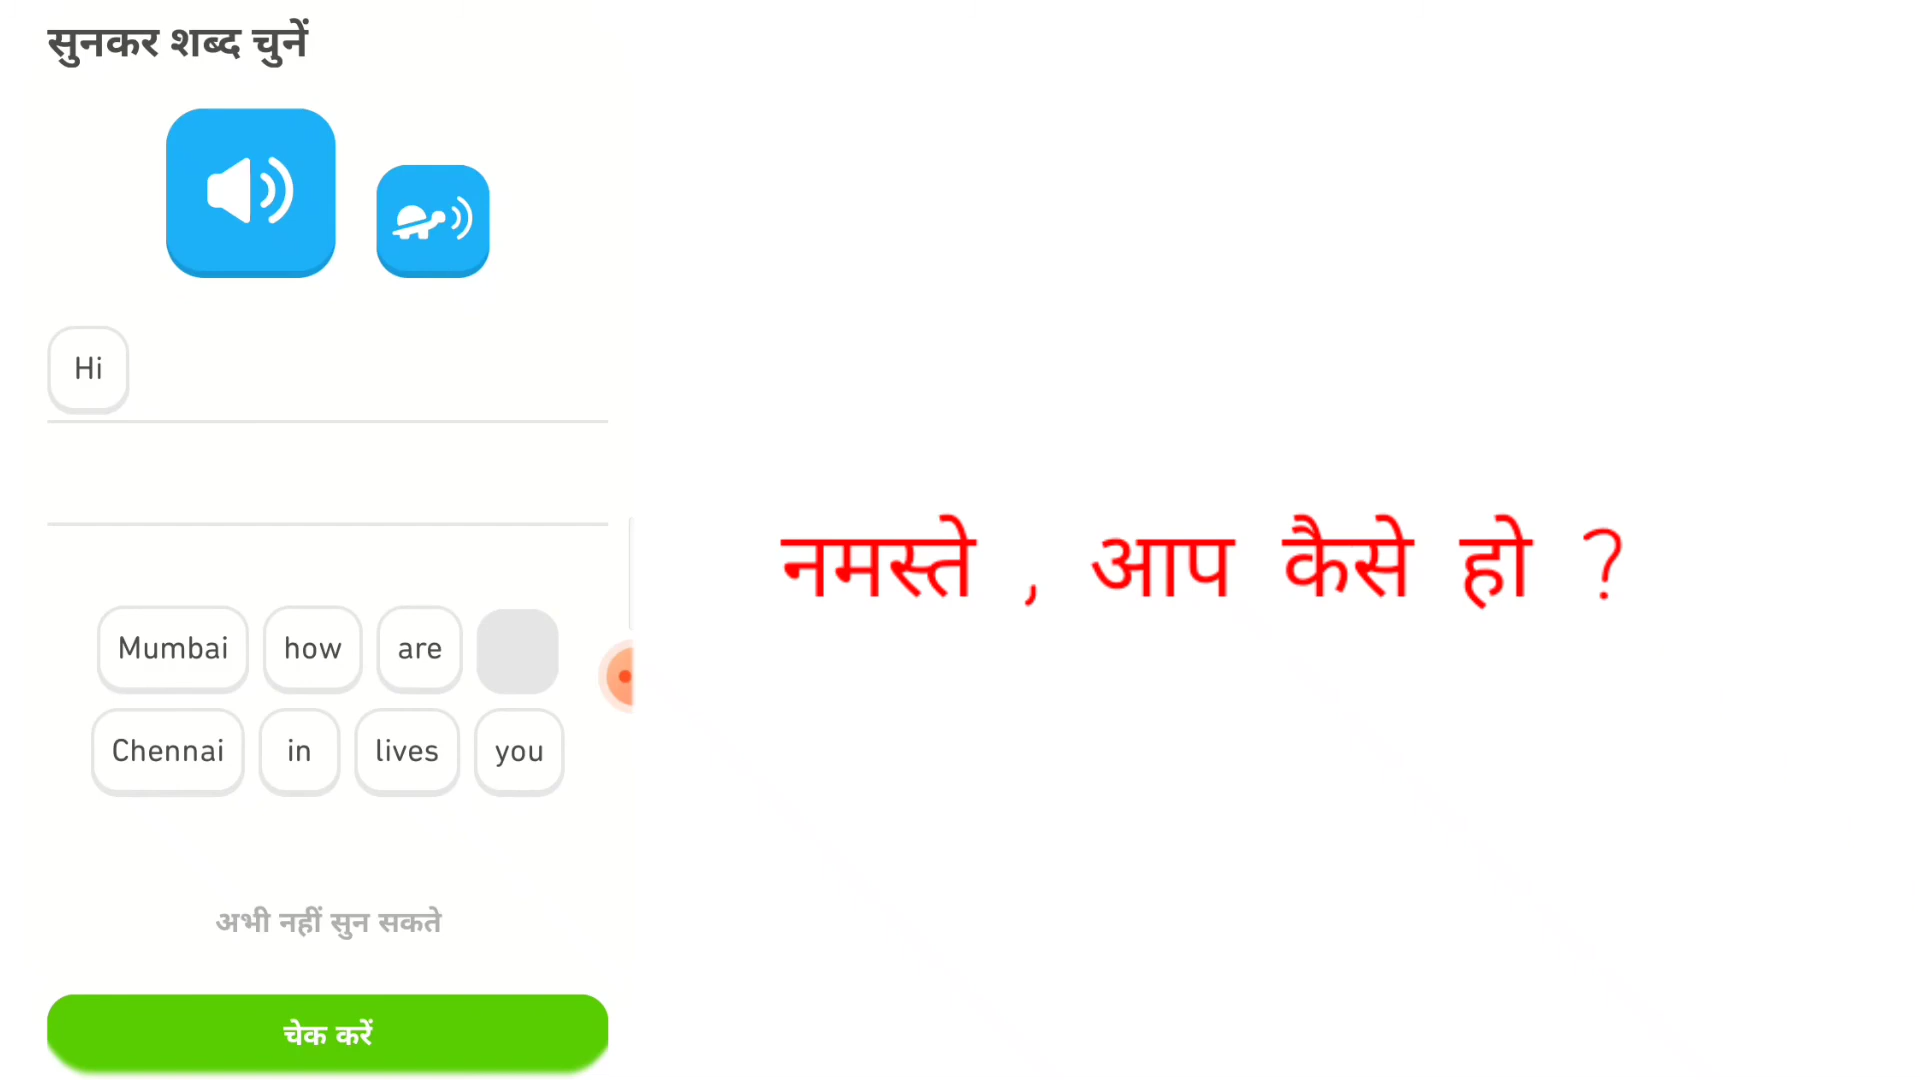 सुनकर शब्द चुनें
Hi
नमस्ते , आप कैसे हो ?
Mumbai how are
Chennai in lives you
अभी नहीं सुन सकते
चेक करें